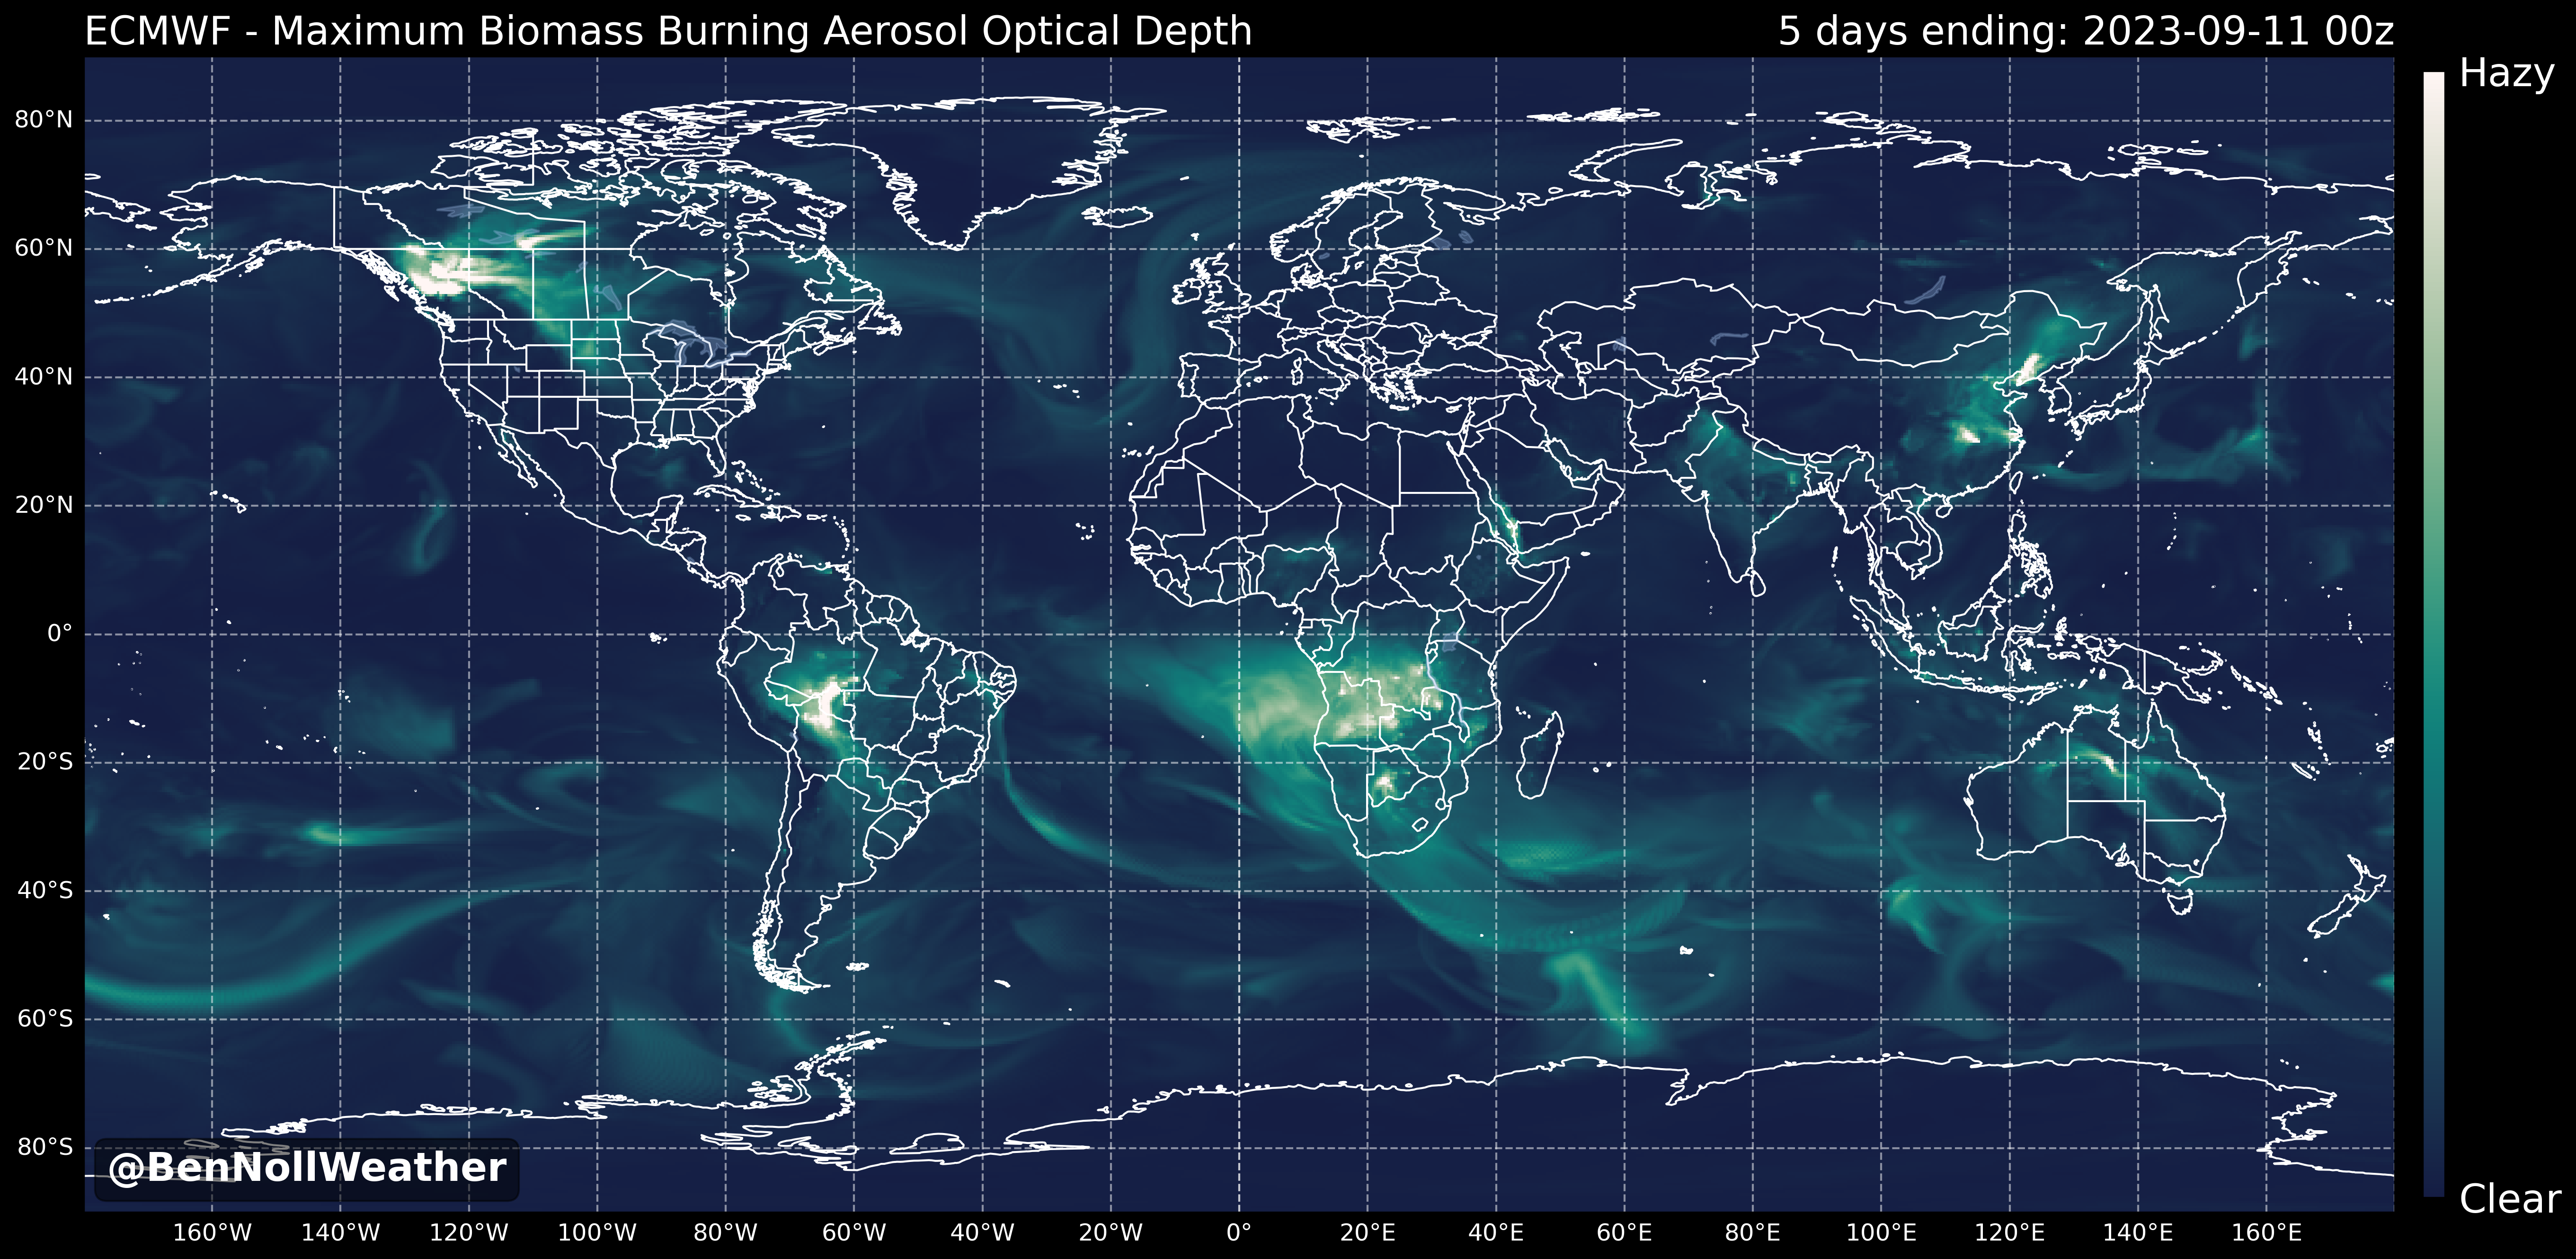 ECMWF - Maximum Biomass Burning Aerosol Optical Depth
5 days ending: 2023-09-11 00z
Hazy
80°N
60°N
40°N
20°N
0°
20°S
40°S
60°S
80°S
@BenNollWeather
Clear
160°W 140°W 120°W 100°W 80°W 60°W 40°W 20°W 0° 20°E 40°E 60°E 80°E 100°E 120°E 140°E 160°E